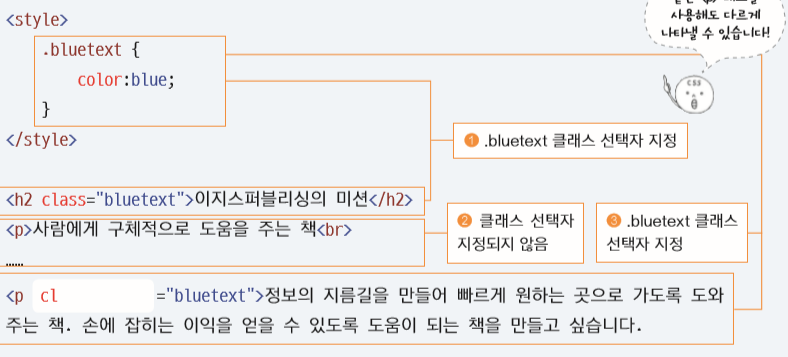 <style>
사용해도 다르게
나타낼 수 있습니다!
.bluetext {
color:blue;
}
</style>
CSS
❶ .bluetext 클래스 선택자 지정
<h2 class="bluetext">이지스퍼블리싱의 미션</h2>
<p>사람에게 구체적으로 도움을 주는 책<br>
……
❷ 클래스 선택자
지정되지 않음
❸ .bluetext 클래스
선택자 지정
<p cl ="bluetext">정보의 지름길을 만들어 빠르게 원하는 곳으로 가도록 도와
주는 책. 손에 잡히는 이익을 얻을 수 있도록 도움이 되는 책을 만들고 싶습니다.